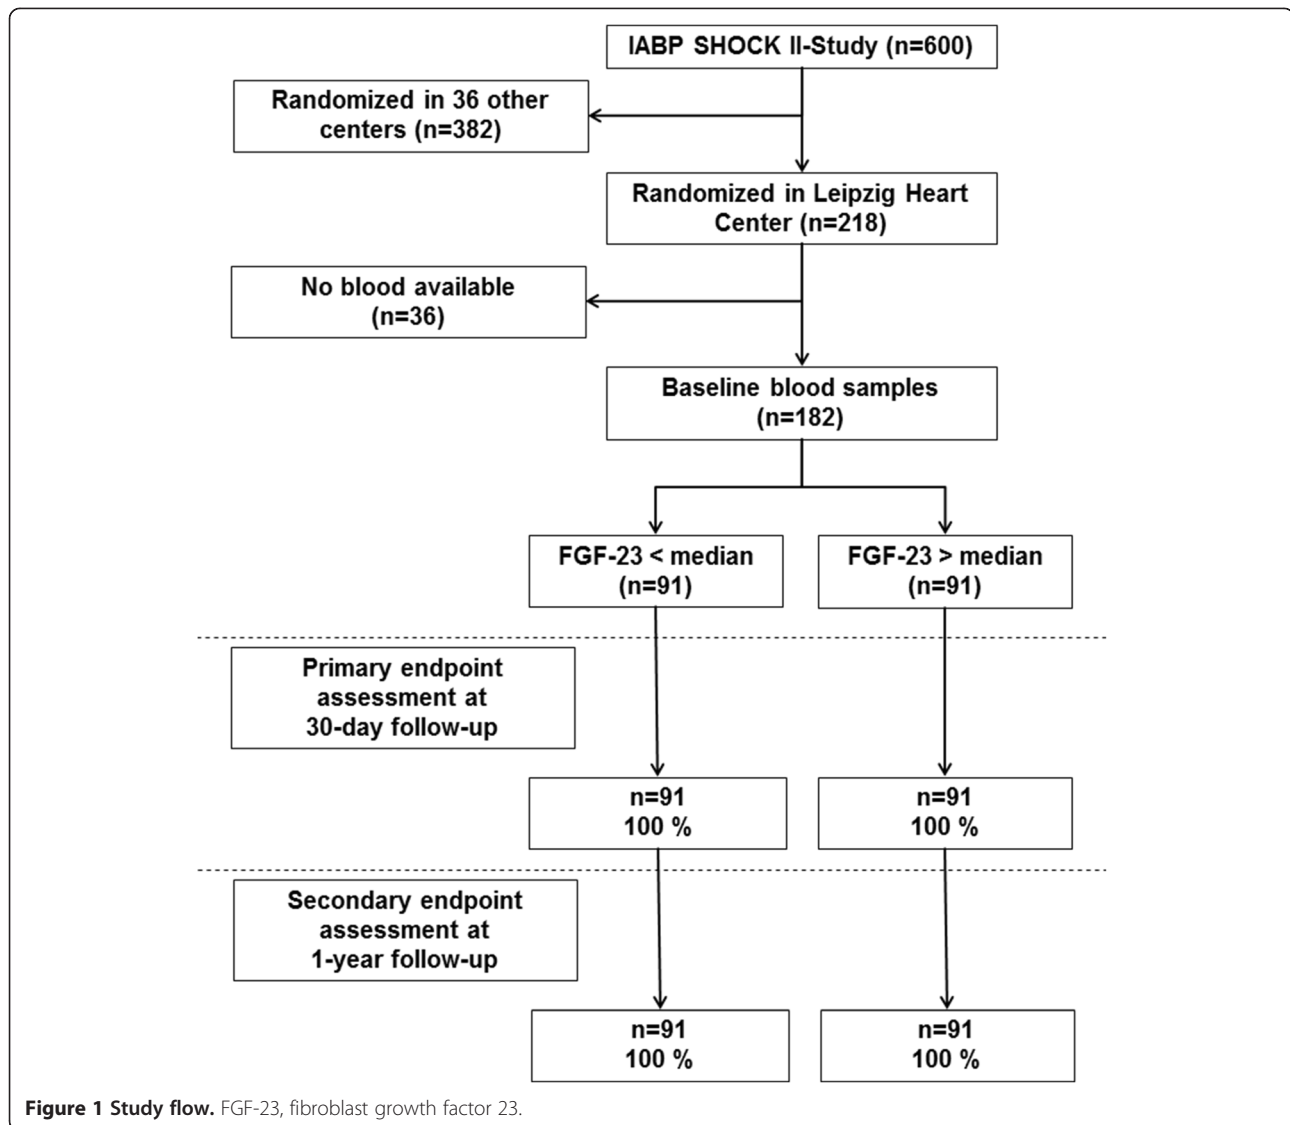 IABP SHOCK II-Study (n=600)
Randomized in 36 other
centers (n=382)
Randomized in Leipzig Heart
Center (n=218)
No blood available
(n=36)
Baseline blood samples
(n=182)
FGF-23 < median
(n=91)
FGF-23 > median
(n=91)
Primary endpoint
assessment at
30-day follow-up
n=91
100 %
n=91
100 %
Secondary endpoint
assessment at
1-year follow-up
n=91
100 %
n=91
100 %
Figure 1 Study flow. FGF-23, fibroblast growth factor 23.